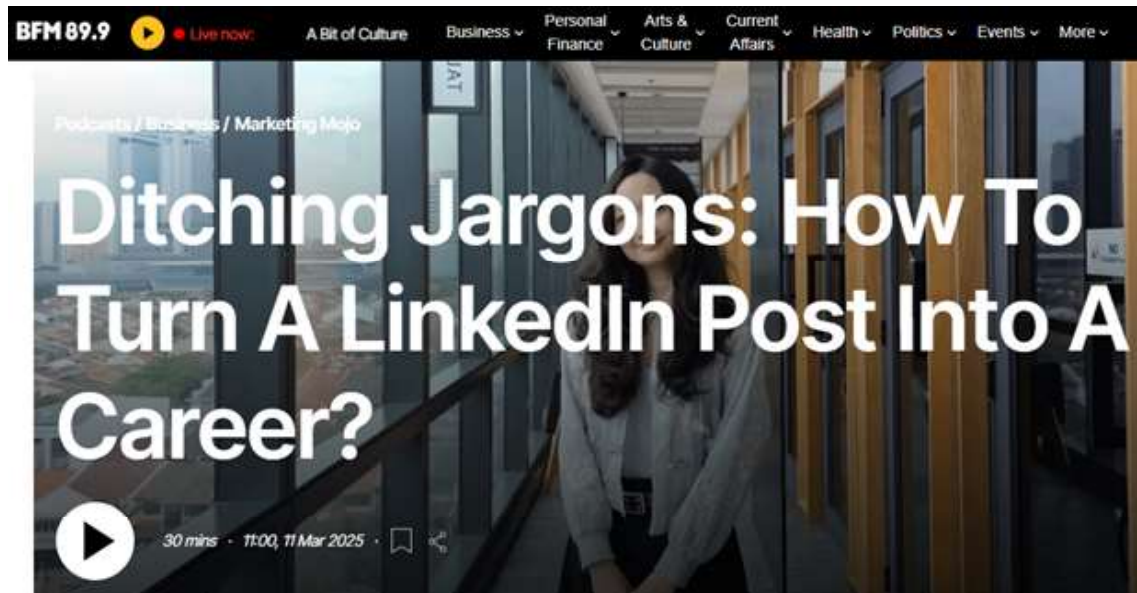 BFM 89.9 Live now: A Bit of Culture Business Personal Finance Arts & Culture Current Affairs Health Politics Events More
Podcasts / Business / Marketing Mojo
Ditching Jargons: How To
Turn A LinkedIn Post Into A
Career?
30 mins · 11:00, 11 Mar 2025 ·
NO